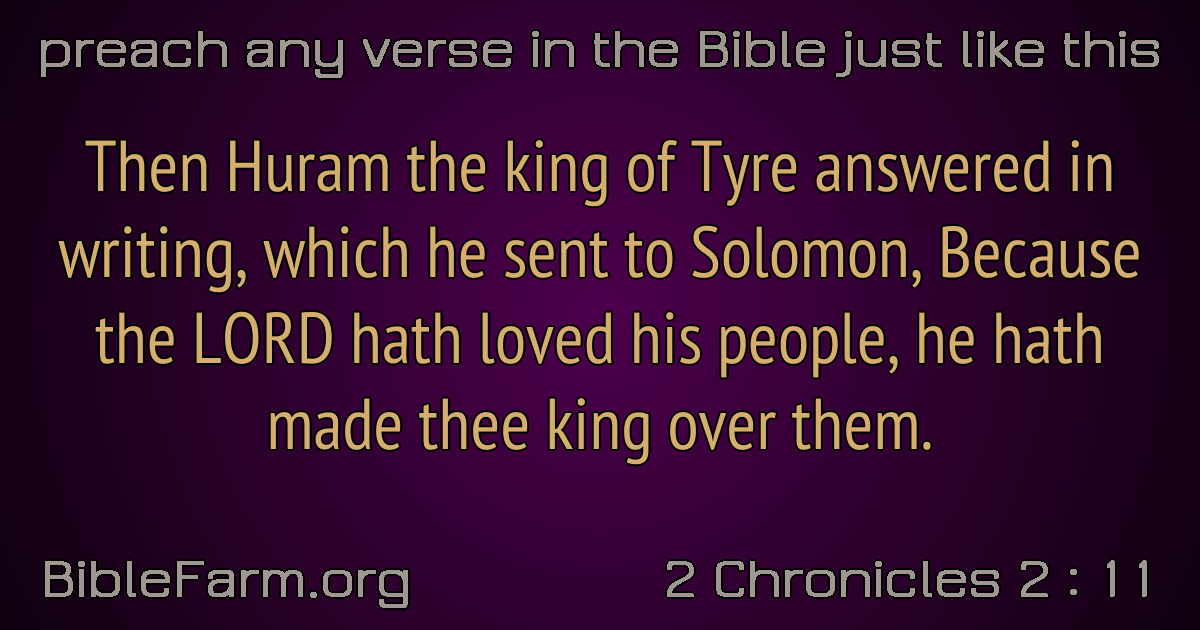 preach any verse in the Bible just like this
Then Huram the king of Tyre answered in
writing, which he sent to Solomon, Because
the LORD hath loved his people, he hath
made thee king over them.
BibleFarm.org
2 Chronicles 2 : 11